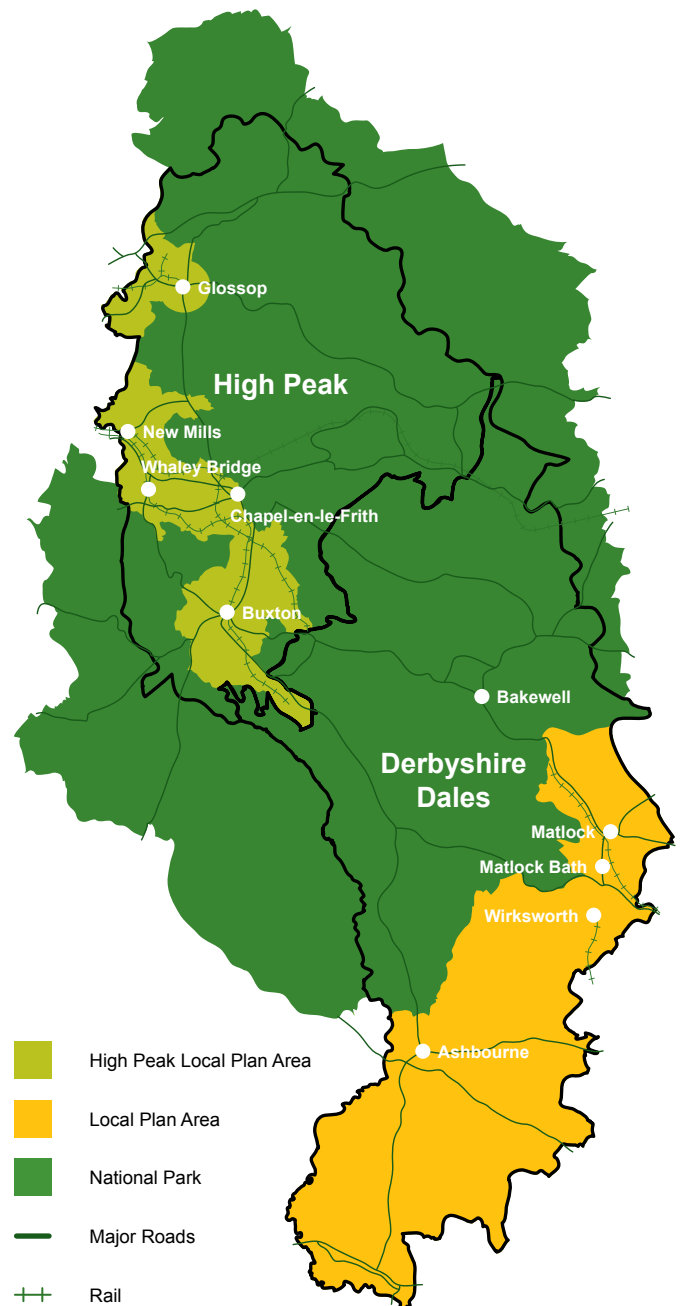 Glossop
High Peak
New Mills
Whaley Bridge
Chapel-en-le-Frith
Buxton
Bakewell
Derbyshire
Dales
Matlock
Matlock Bath
Wirksworth
Ashbourne
High Peak Local Plan Area
Local Plan Area
National Park
Major Roads
Rail